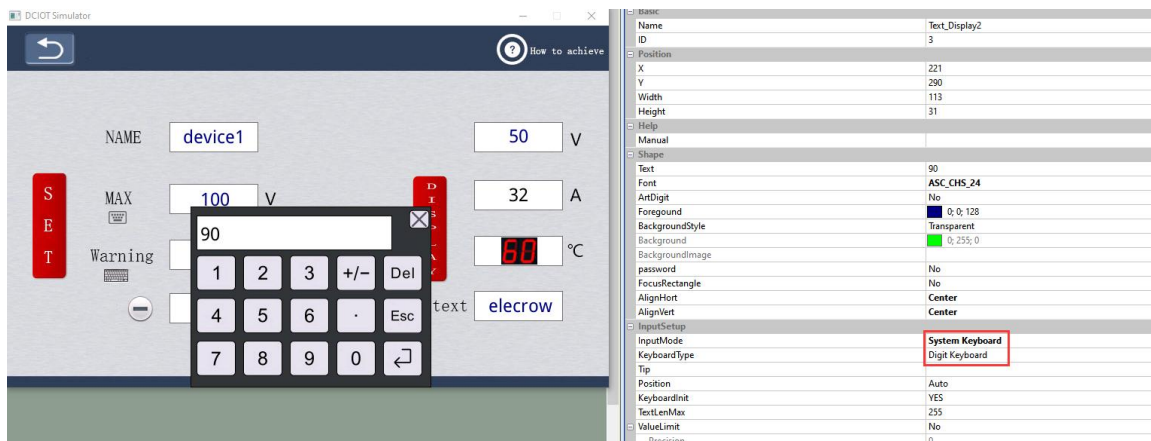 DCIOT Simulator
How to achieve
NAME
device1
50
V
SET
MAX
100
V
DISPLAY
32
A
Warning
60
℃
text
elecrow
90
1 2 3 +/− Del
4 5 6 · Esc
7 8 9 0
Basic
Name Text_Display2
ID 3
Position
X 221
Y 290
Width 113
Height 31
Help
Manual
Shape
Text 90
Font ASC_CHS_24
ArtDigit No
Foregound 0; 0; 128
BackgroundStyle Transparent
Background 0; 255; 0
BackgroundImage
password No
FocusRectangle No
AlignHort Center
AlignVert Center
InputSetup
InputMode System Keyboard
KeyboardType Digit Keyboard
Tip
Position Auto
KeyboardInit YES
TextLenMax 255
ValueLimit No
Precision 0